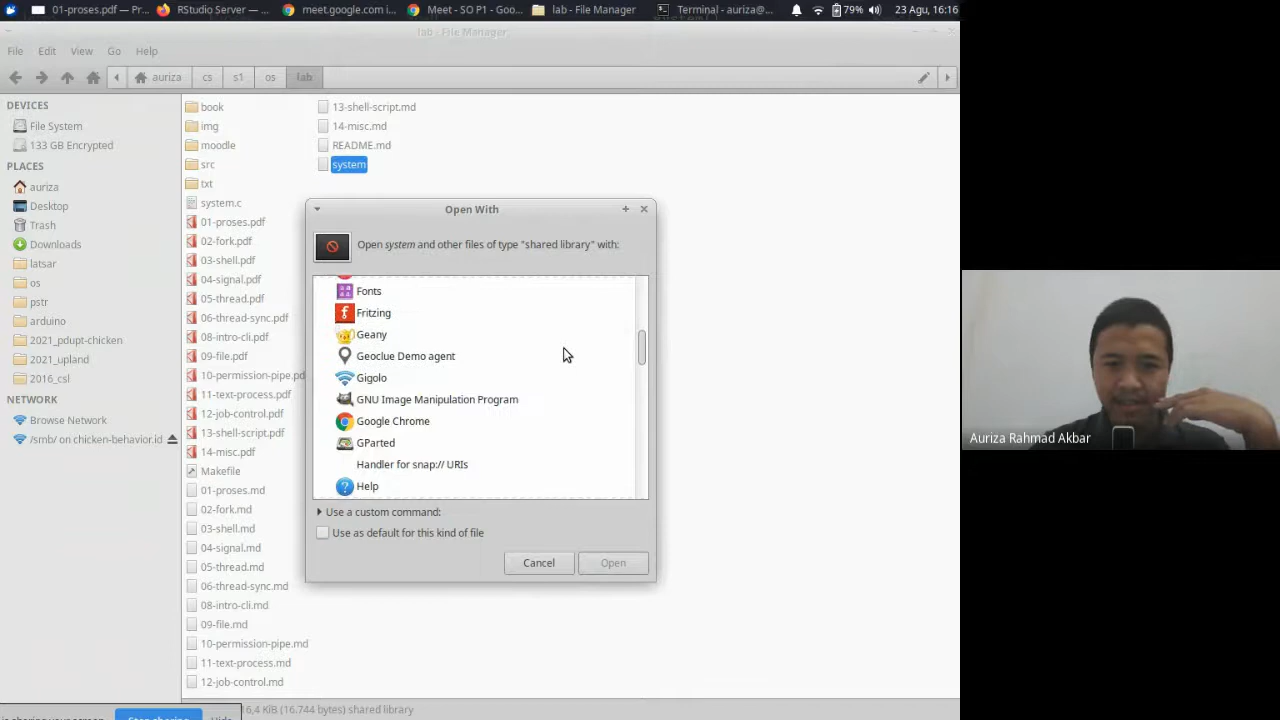 01-proses.pdf — Pr...
RStudio Server — ...
meet.google.com i...
Meet - SO P1 - Goo...
lab - File Manager
Terminal - auriza@...
79%
23 Agu, 16:16
lab - File Manager
File Edit View Go Help
auriza cs s1 os lab
DEVICES
File System
133 GB Encrypted
PLACES
auriza
Desktop
Trash
Downloads
latsar
os
pstr
arduino
2021_pdupt-chicken
2021_upland
2016_csl
NETWORK
Browse Network
/smb/ on chicken-behavior.id
book
img
moodle
src
txt
system.c
01-proses.pdf
02-fork.pdf
03-shell.pdf
04-signal.pdf
05-thread.pdf
06-thread-sync.pdf
08-intro-cli.pdf
09-file.pdf
10-permission-pipe.pd
11-text-process.pdf
12-job-control.pdf
13-shell-script.pdf
14-misc.pdf
Makefile
01-proses.md
02-fork.md
03-shell.md
04-signal.md
05-thread.md
06-thread-sync.md
08-intro-cli.md
09-file.md
10-permission-pipe.md
11-text-process.md
12-job-control.md
13-shell-script.md
14-misc.md
README.md
system
Open With
Open system and other files of type "shared library" with:
Fonts
Fritzing
Geany
Geoclue Demo agent
Gigolo
GNU Image Manipulation Program
Google Chrome
GParted
Handler for snap:// URIs
Help
Use a custom command:
Use as default for this kind of file
Cancel Open
is sharing your screen. Stop sharing Hide
16,4 KiB (16.744 bytes) shared library
Auriza Rahmad Akbar